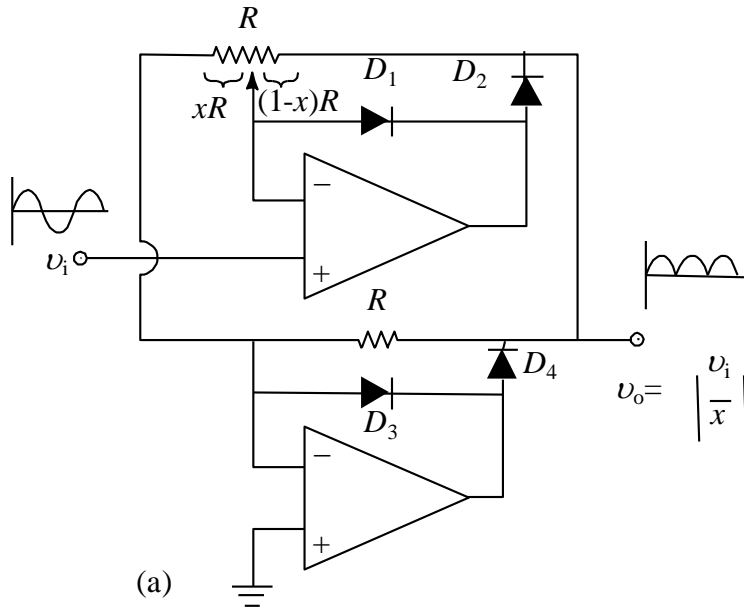 R
D₁
D₂
xR
(1-x)R
−
+
υᵢ
R
D₄
υₒ= | υᵢ / x |
D₃
−
+
(a)